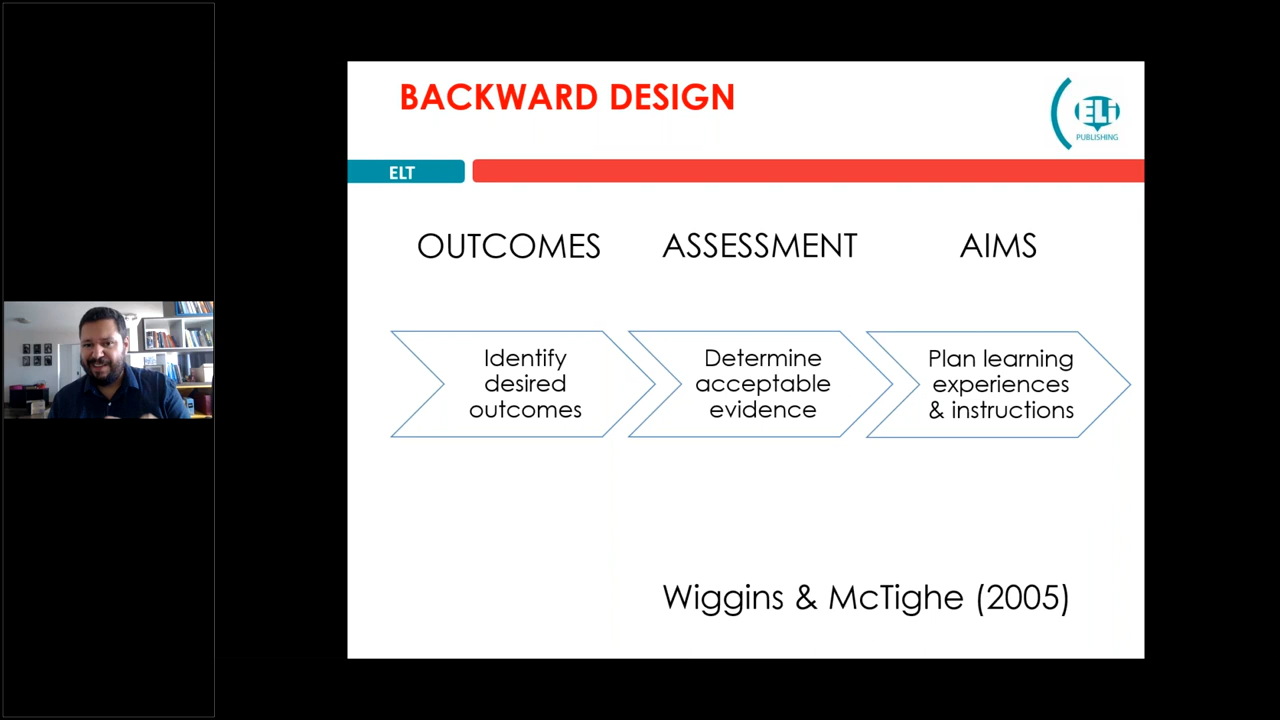 BACKWARD DESIGN
ELi
PUBLISHING
ELT
OUTCOMES
ASSESSMENT
AIMS
Identify
desired
outcomes
Determine
acceptable
evidence
Plan learning
experiences
& instructions
Wiggins & McTighe (2005)